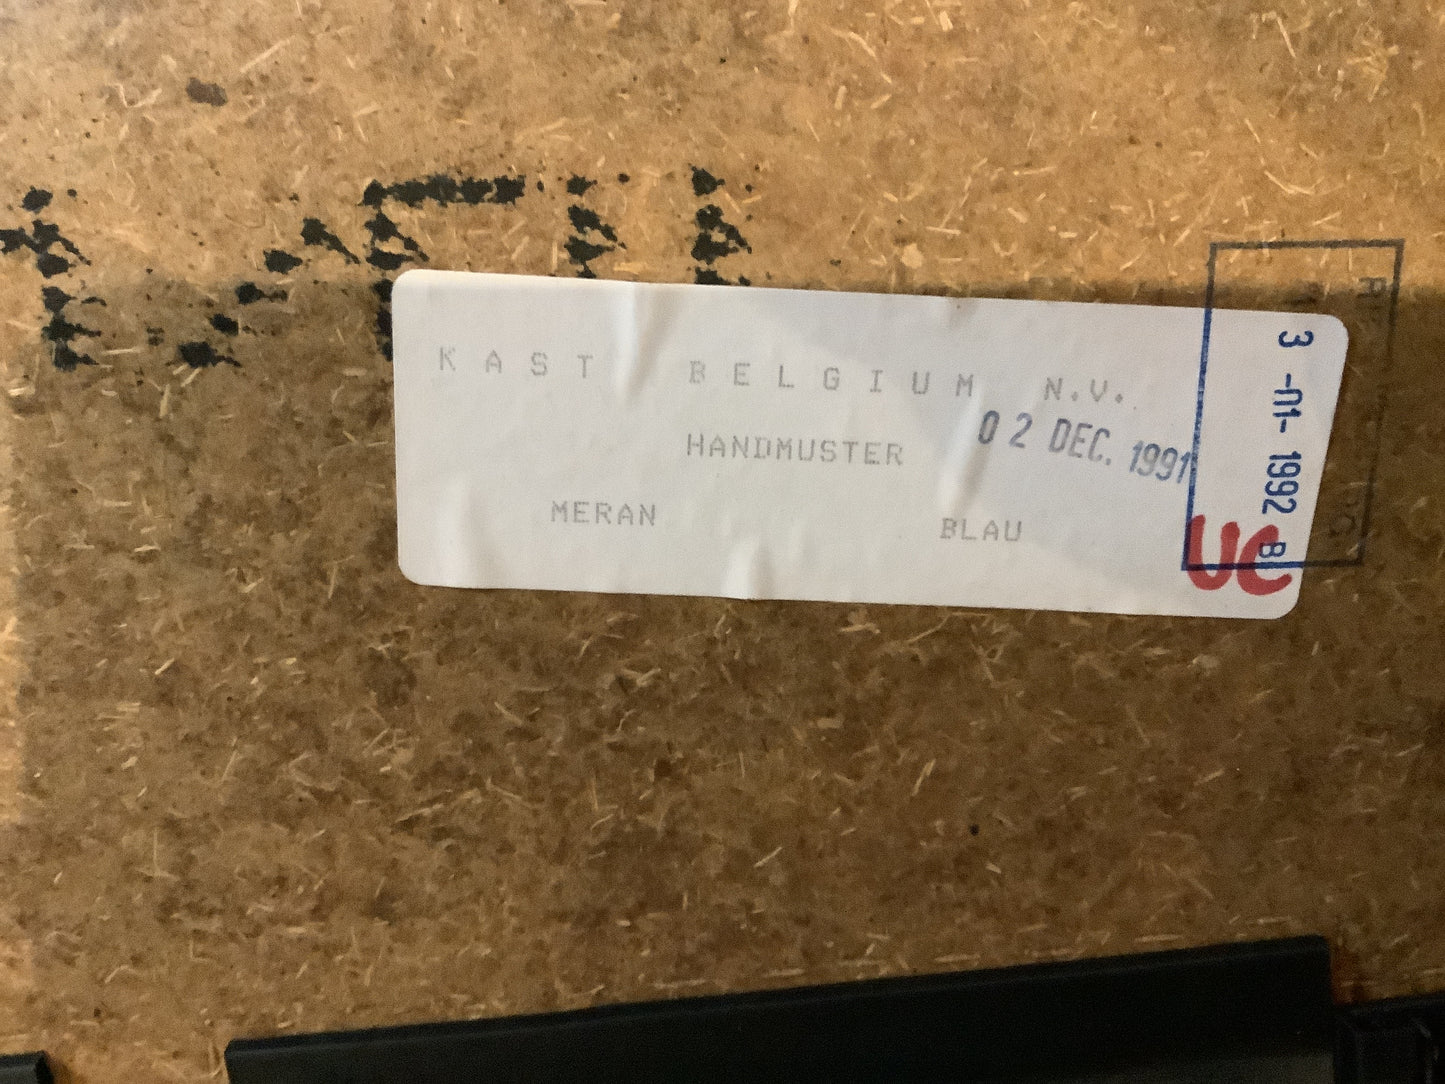 KAST BELGIUM N.V.
02 DEC. 1991
HANDMUSTER
MERAN BLAU
3 -01- 1992 B
UC